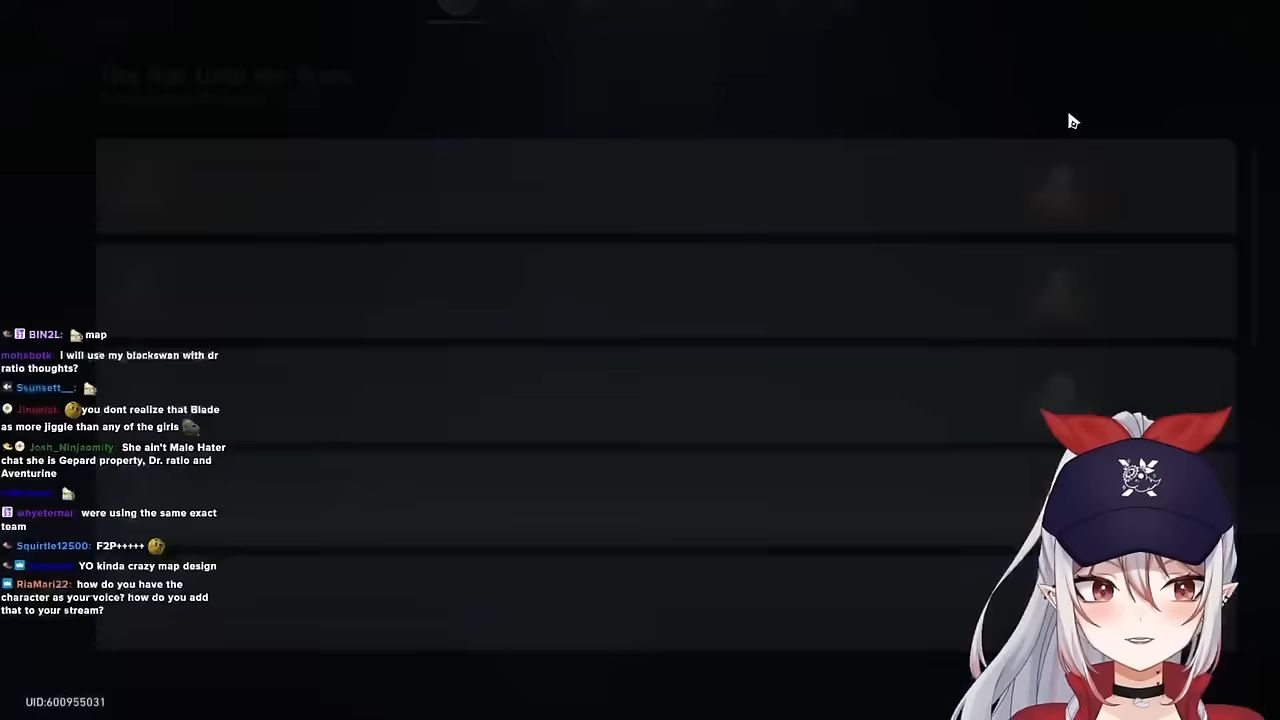 BIN2L: map
mohabotk: I will use my blackswan with dr
ratio thoughts?
Ssunsett__:
you dont realize that Blade
as more jiggle than any of the girls
Josh_Ninjaomify: She ain't Male Hater
chat she is Gepard property, Dr. ratio and
Aventurine
whyeternal: were using the same exact
team
Squirtle12500: F2P+++++
YO kinda crazy map design
RiaMari22: how do you have the
character as your voice? how do you add
that to your stream?
UID:600955031